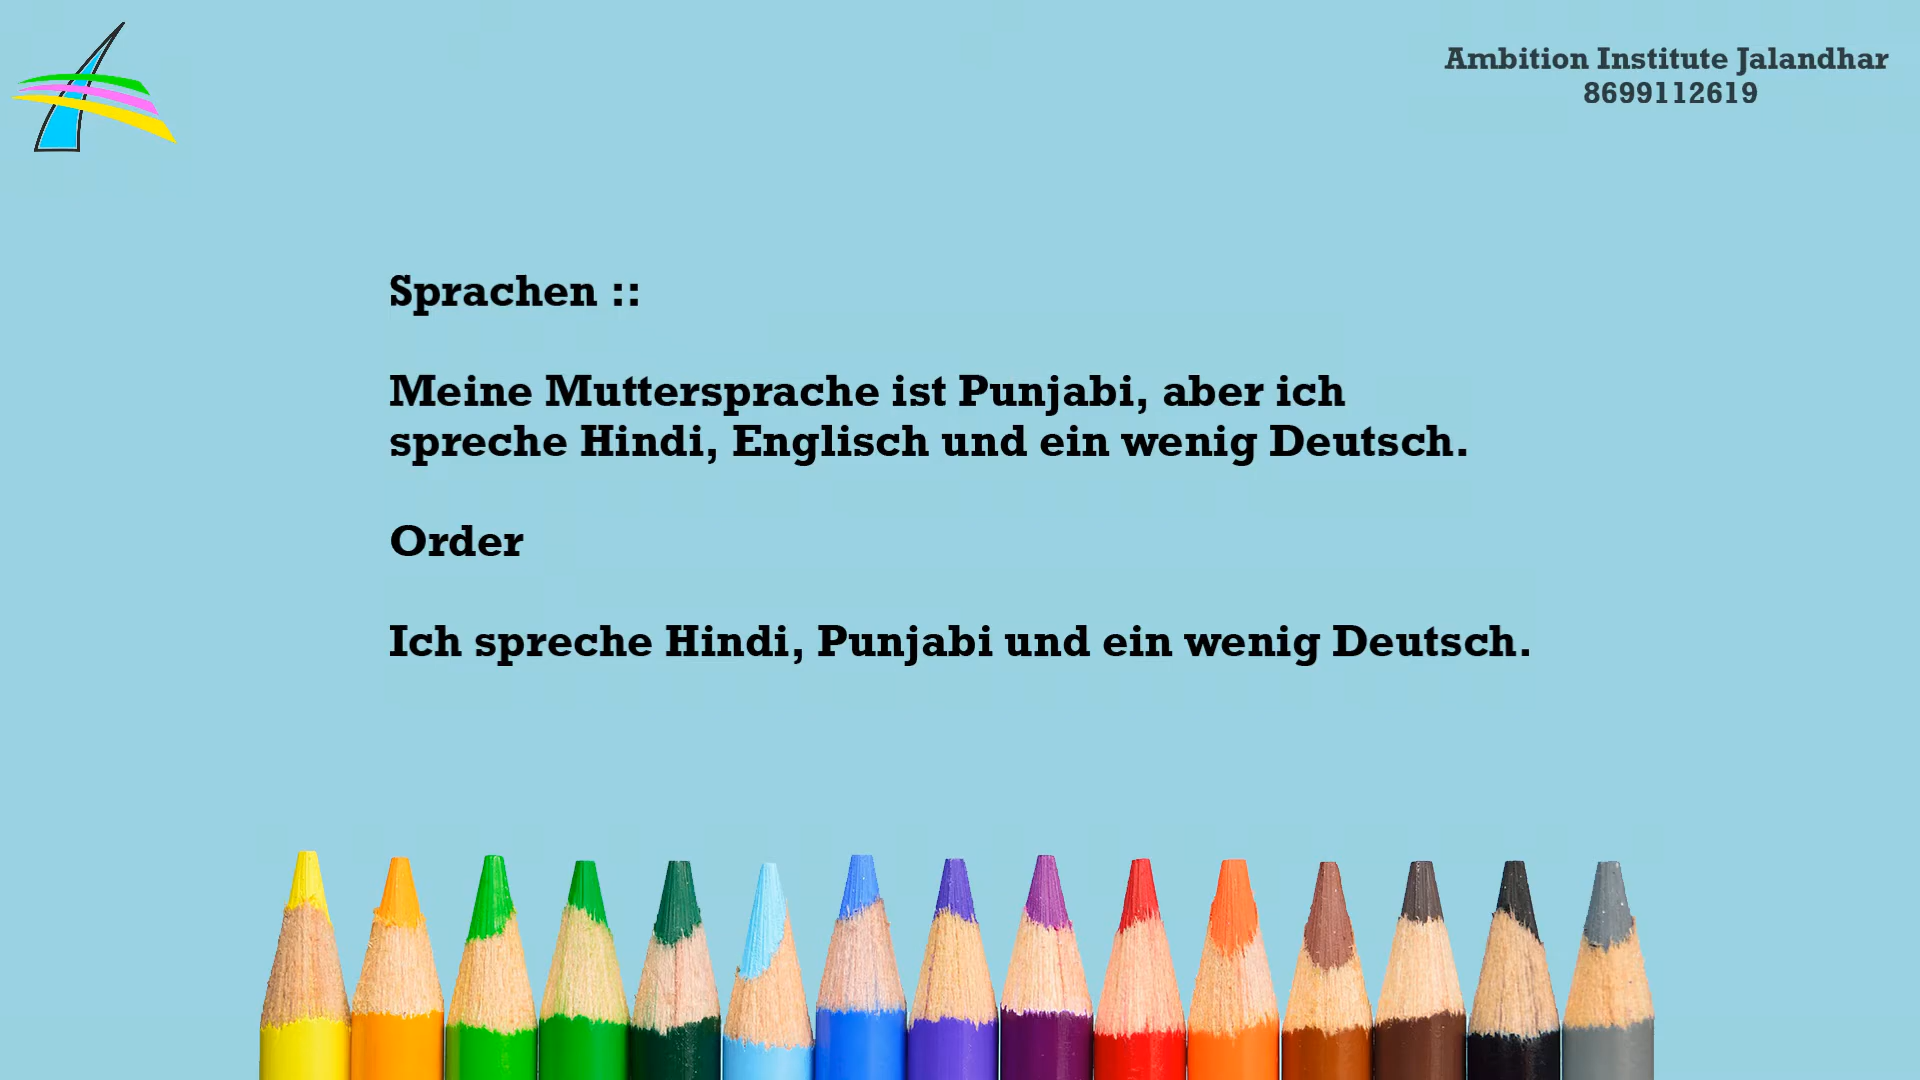 Ambition Institute Jalandhar
8699112619
Sprachen ::
Meine Muttersprache ist Punjabi, aber ich
spreche Hindi, Englisch und ein wenig Deutsch.
Order
Ich spreche Hindi, Punjabi und ein wenig Deutsch.